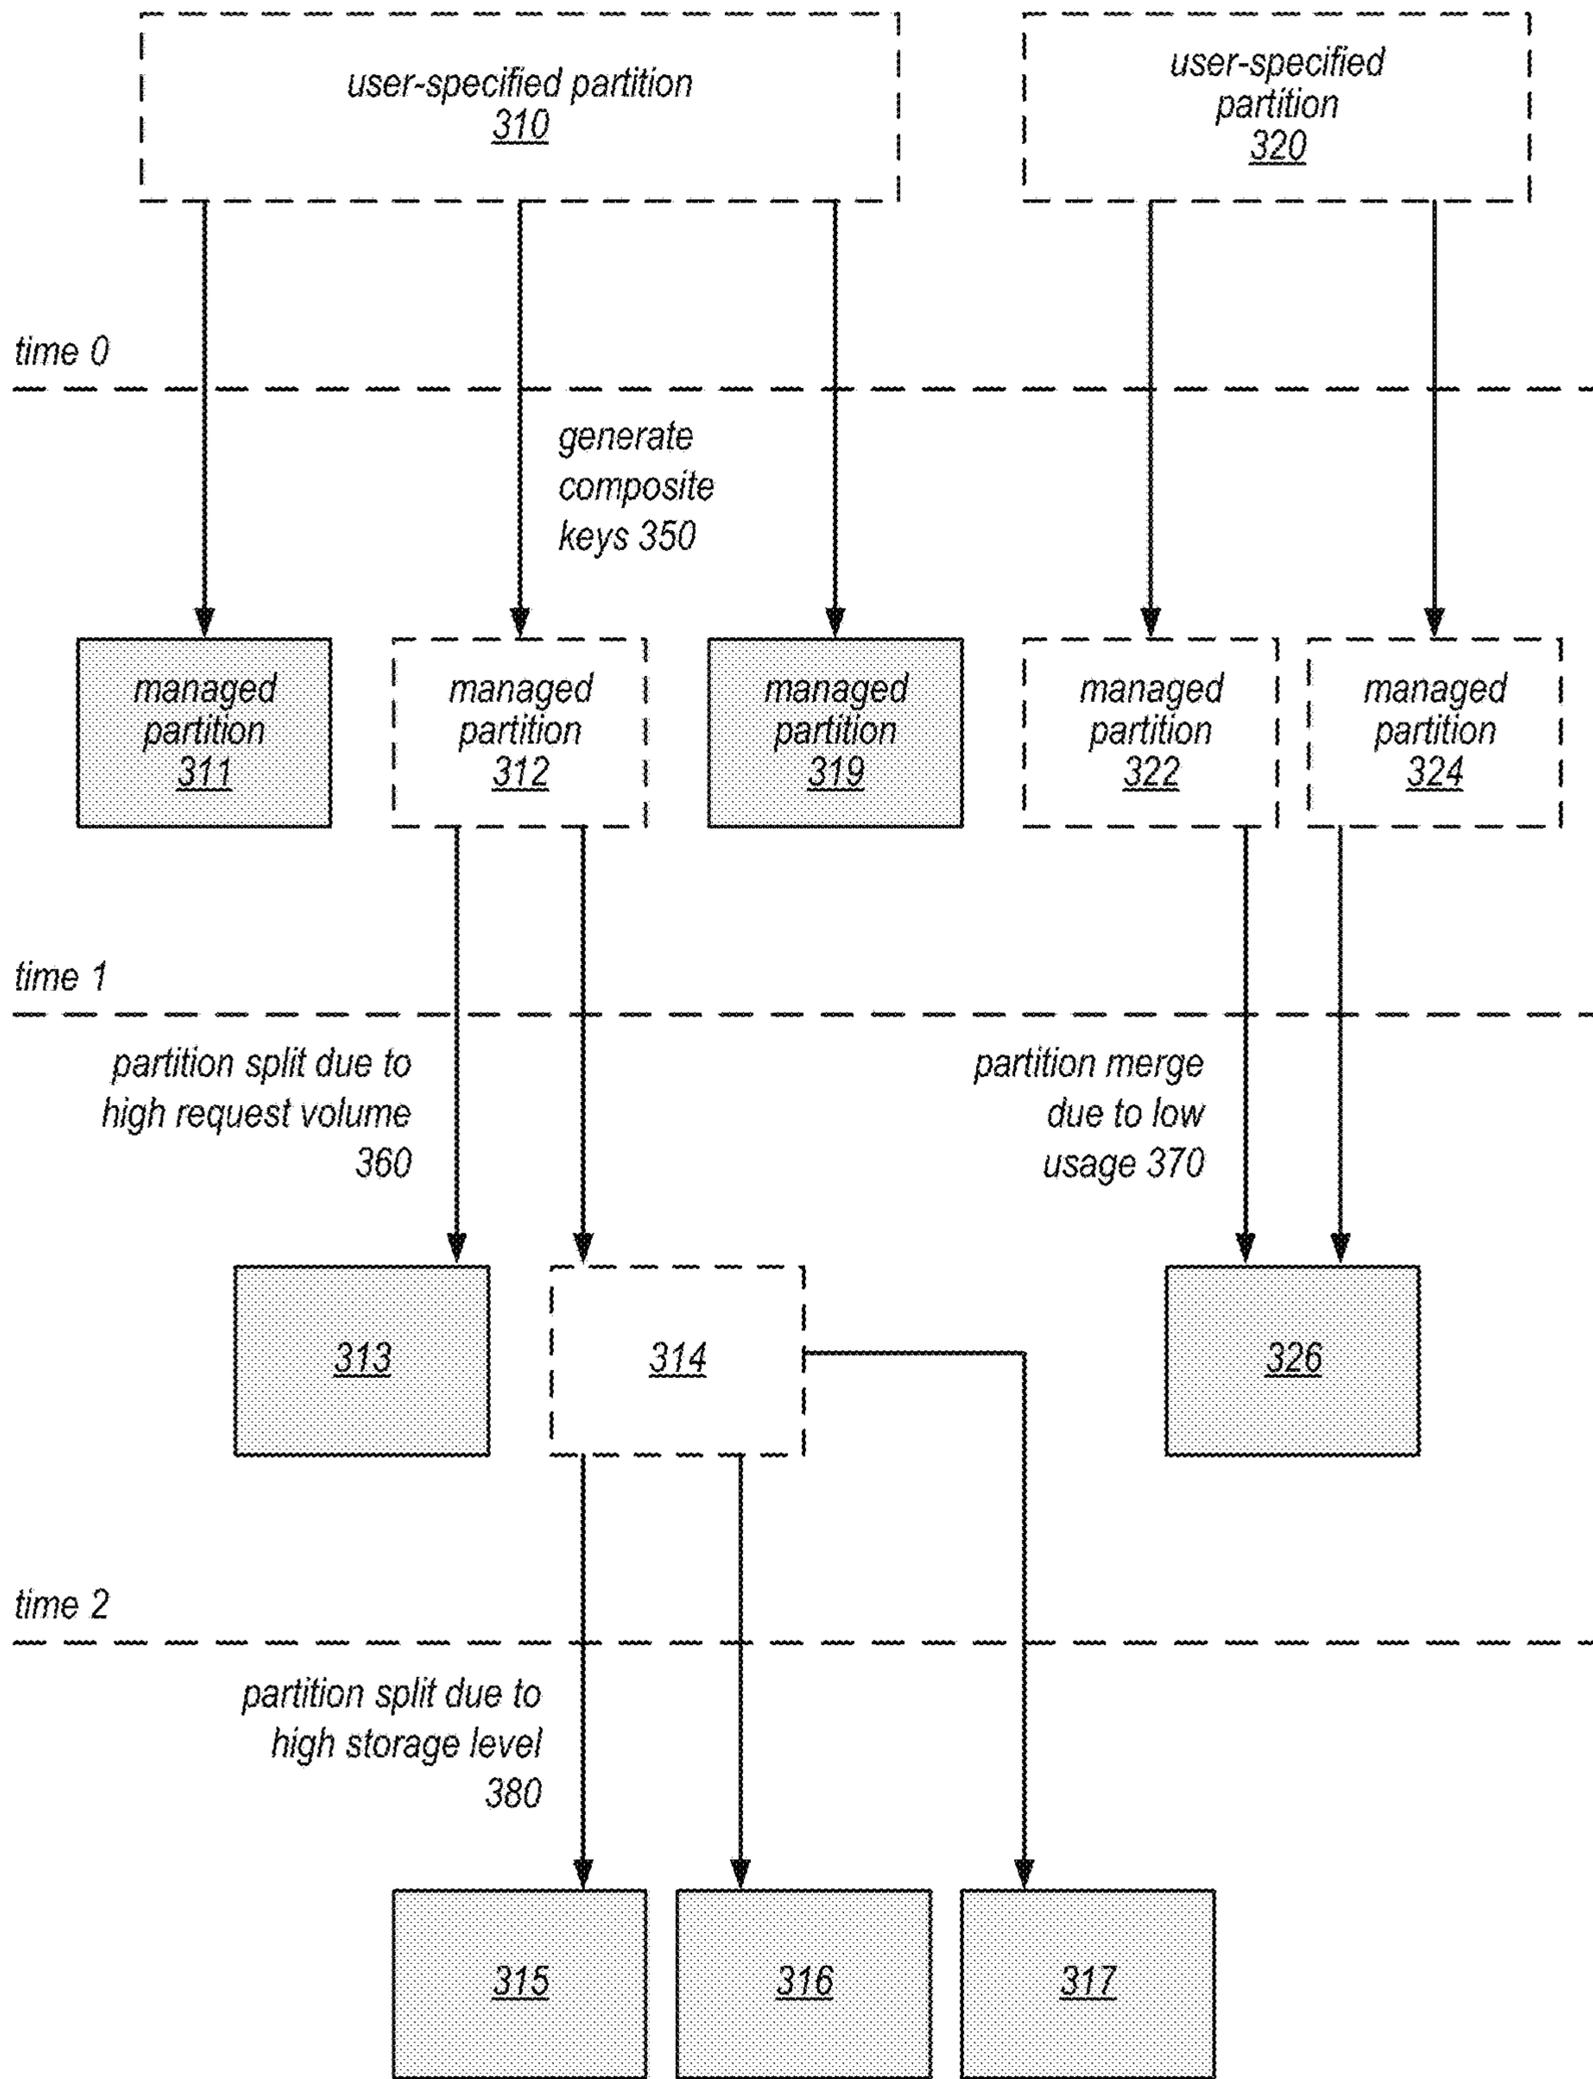 user-specified partition
310
user-specified
partition
320
time 0
generate
composite
keys 350
managed
partition
311
managed
partition
312
managed
partition
319
managed
partition
322
managed
partition
324
time 1
partition split due to
high request volume
360
partition merge
due to low
usage 370
313
314
326
time 2
partition split due to
high storage level
380
315
316
317